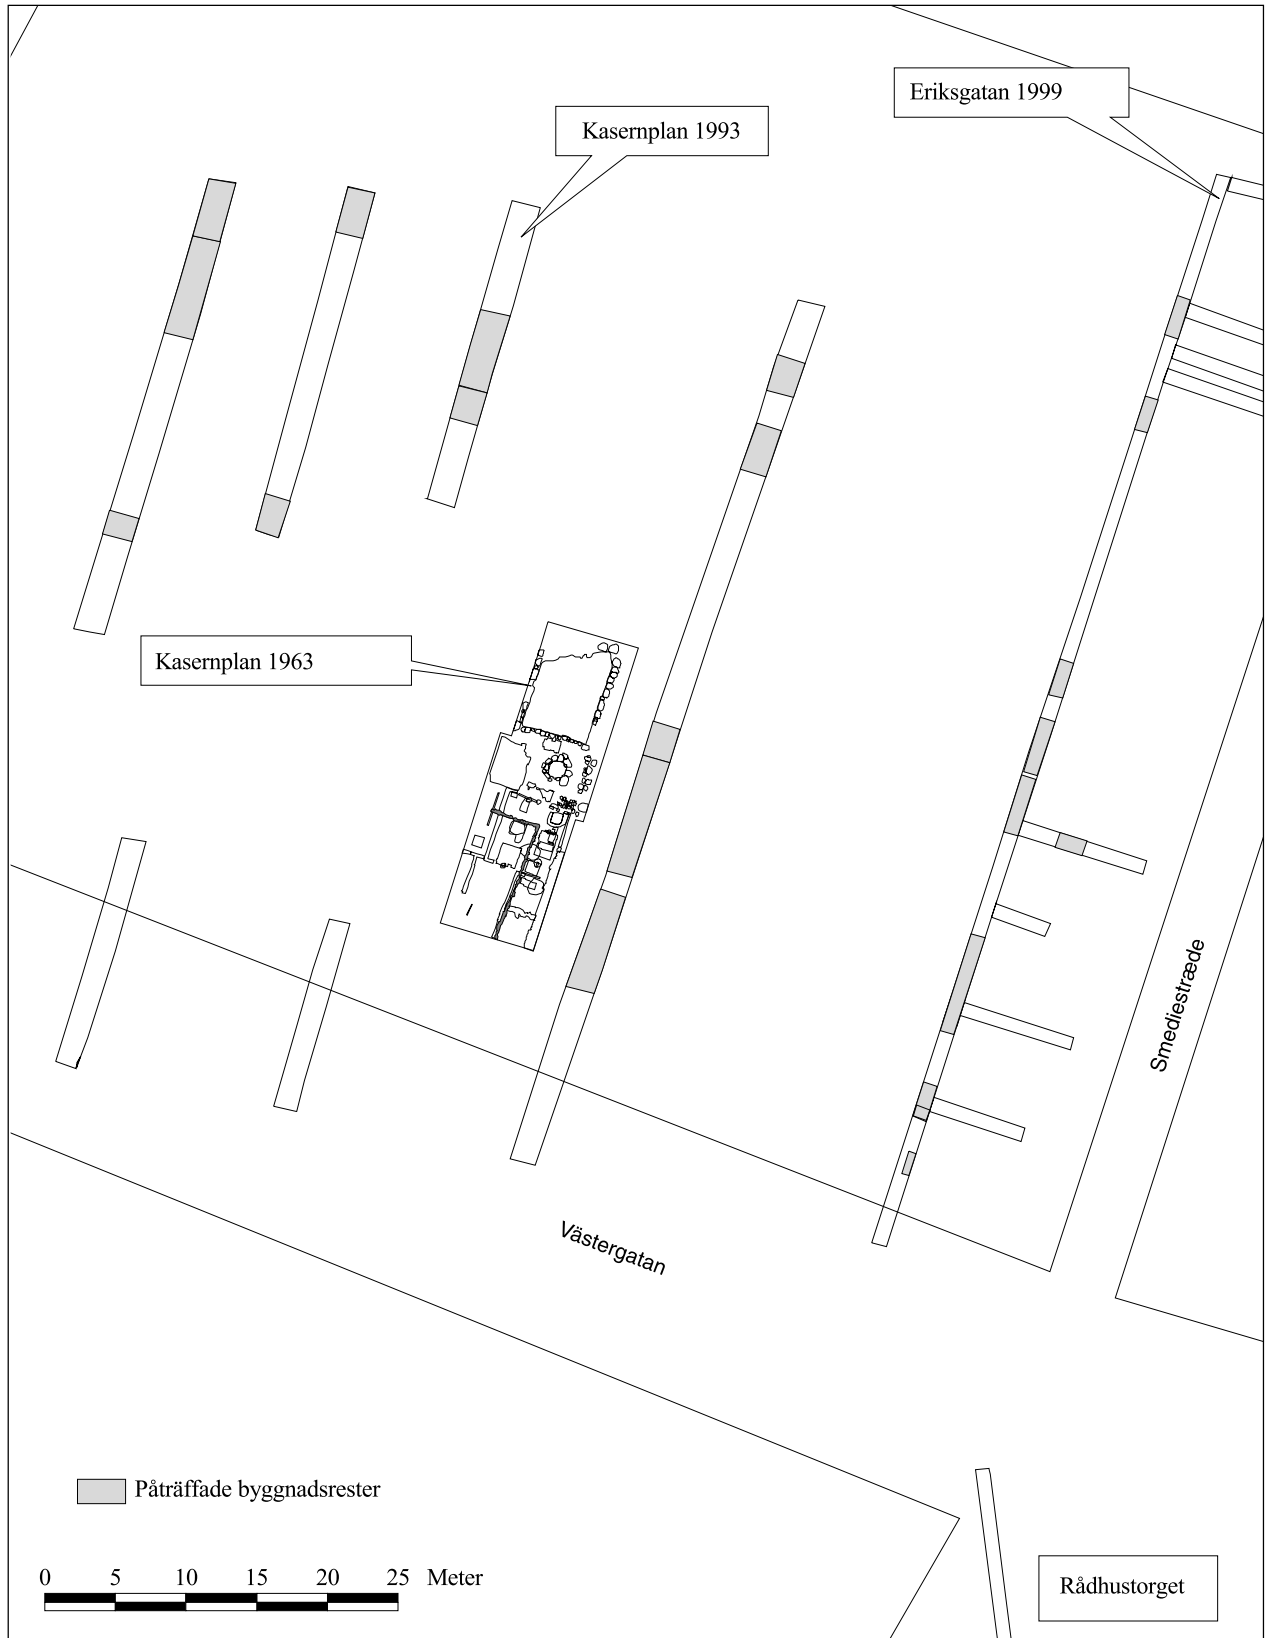 Eriksgatan 1999
Kasernplan 1993
Kasernplan 1963
Smediestræde
Västergatan
Påträffade byggnadsrester
0 5 10 15 20 25 Meter
Rådhustorget